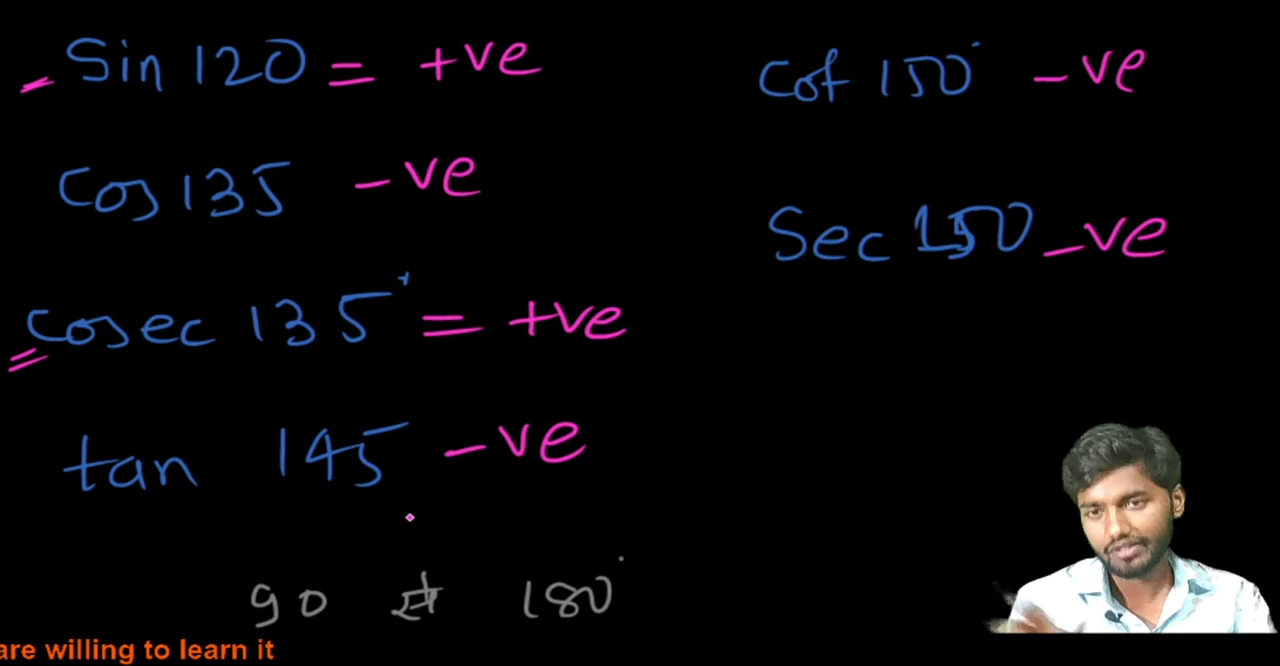 Sin 120 = +ve
cos 135 -ve
cosec 135° = +ve
tan 145 -ve
90 से 180°
cot 150° -ve
Sec 150 -ve
are willing to learn it